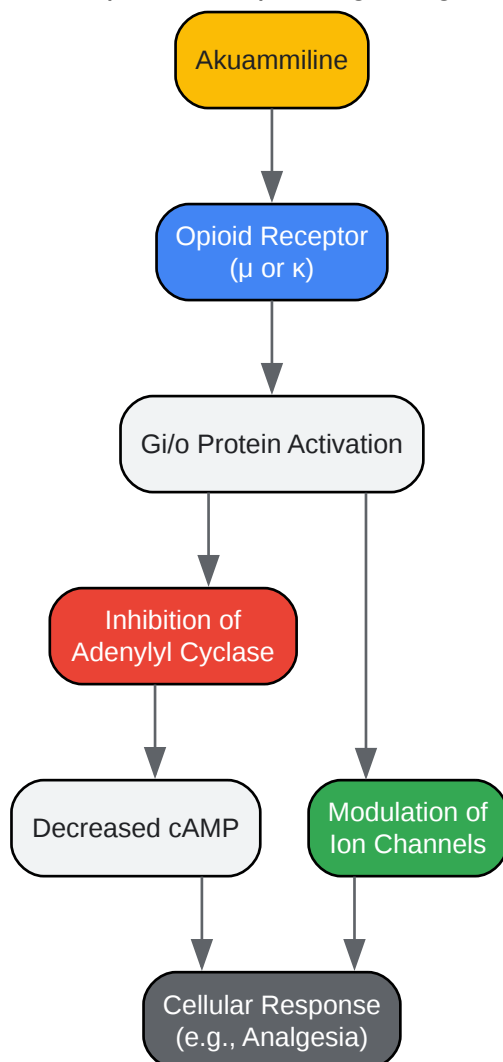 Akuammiline
Opioid Receptor
(μ or κ)
Gi/o Protein Activation
Inhibition of
Adenylyl Cyclase
Decreased cAMP
Modulation of
Ion Channels
Cellular Response
(e.g., Analgesia)